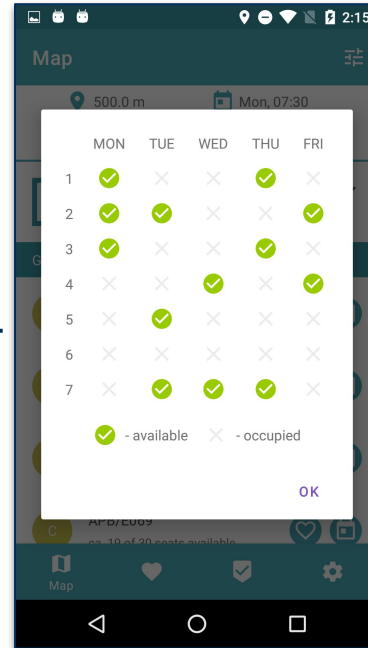 2:15
Map
500.0 m Mon, 07:30
MON TUE WED THU FRI
1
2
3
G
4
5
6
7
- available - occupied
OK
C APB/E069
ca. 19 of 30 seats available
Map